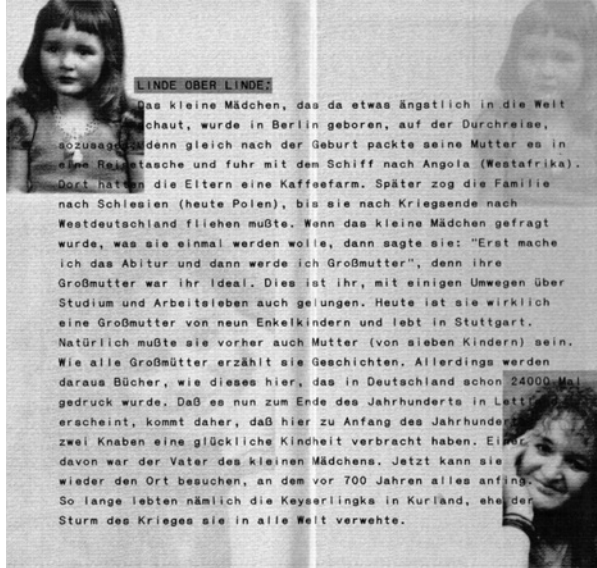 LINDE OBER LINDE:
Das kleine Mädchen, das da etwas ängstlich in die Welt
schaut, wurde in Berlin geboren, auf der Durchreise,
sozusagen denn gleich nach der Geburt packte seine Mutter es in
eine Reisetasche und fuhr mit dem Schiff nach Angola (Westafrika).
Dort hatten die Eltern eine Kaffeefarm. Später zog die Familie
nach Schlesien (heute Polen), bis sie nach Kriegsende nach
Westdeutschland fliehen mußte. Wenn das kleine Mädchen gefragt
wurde, was sie einmal werden wolle, dann sagte sie: "Erst mache
ich das Abitur und dann werde ich Großmutter", denn ihre
Großmutter war ihr Ideal. Dies ist ihr, mit einigen Umwegen über
Studium und Arbeitsleben auch gelungen. Heute ist sie wirklich
eine Großmutter von neun Enkelkindern und lebt in Stuttgart.
Natürlich mußte sie vorher auch Mutter (von sieben Kindern) sein.
Wie alle Großmütter erzählt sie Geschichten. Allerdings werden
daraus Bücher, wie dieses hier, das in Deutschland schon 24000 Mal
gedruck wurde. Daß es nun zum Ende des Jahrhunderts in
erscheint, kommt daher, daß hier zu Anfang des Jahrhunderts
zwei Knaben eine glückliche Kindheit verbracht haben. Einer
davon war der Vater des kleinen Mädchens. Jetzt kann sie
wieder den Ort besuchen, an dem vor 700 Jahren alles anfing.
So lange lebten nämlich die Keyserlingks in Kurland, ehe der
Sturm des Krieges sie in alle Welt verwehte.